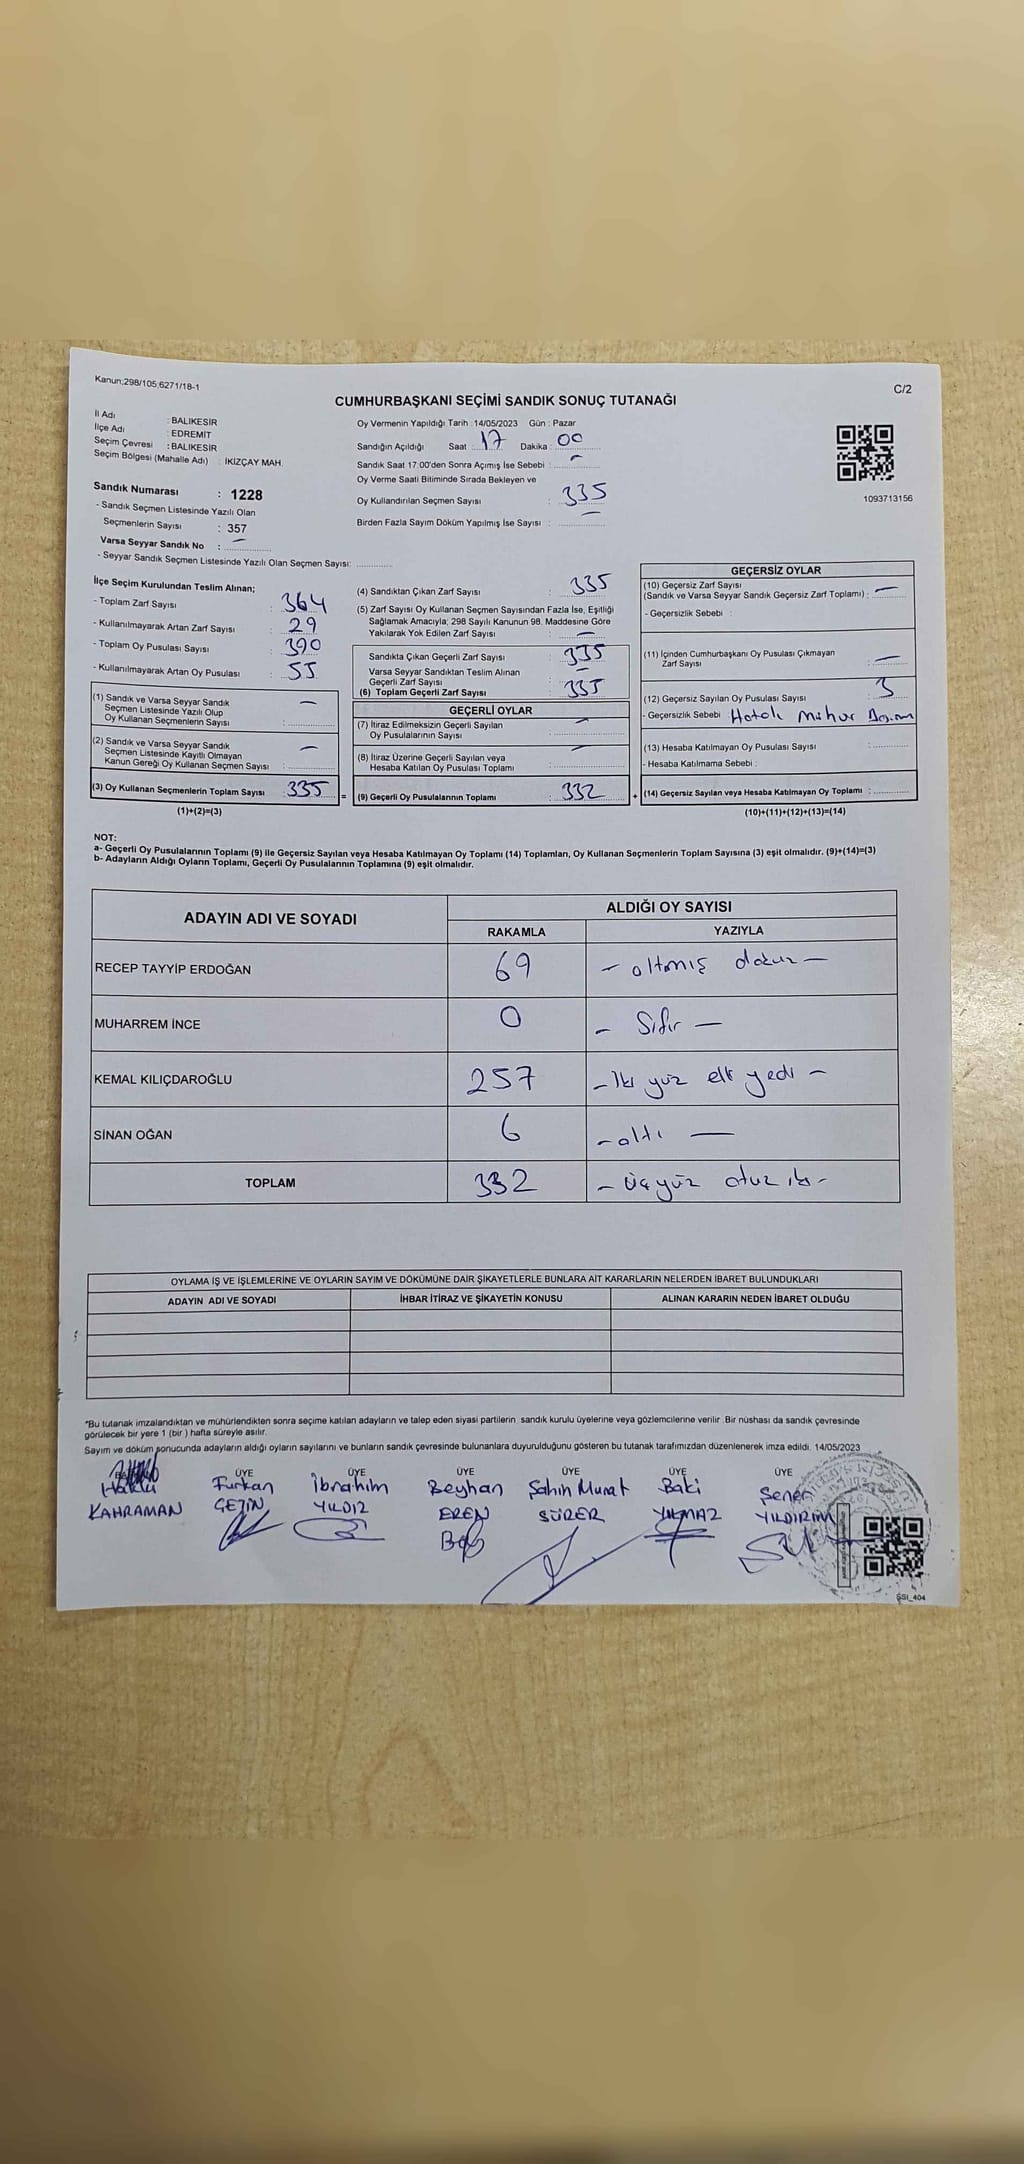 Kanun;298/105;6271/18-1
C/2
CUMHURBAŞKANI SEÇİMİ SANDIK SONUÇ TUTANAĞI
İl Adı : BALIKESİR
İlçe Adı : EDREMİT
Seçim Çevresi : BALIKESİR
Seçim Bölgesi (Mahalle Adı) : İKİZÇAY MAH.
Sandık Numarası : 1228
- Sandık Seçmen Listesinde Yazılı Olan
Seçmenlerin Sayısı : 357
Varsa Seyyar Sandık No : —
- Seyyar Sandık Seçmen Listesinde Yazılı Olan Seçmen Sayısı:
Oy Vermenin Yapıldığı Tarih :14/05/2023 Gün : Pazar
Sandığın Açıldığı Saat : 17 Dakika : 00
Sandık Saat 17:00'den Sonra Açımış İse Sebebi : —
Oy Verme Saati Bitiminde Sırada Bekleyen ve
Oy Kullandırılan Seçmen Sayısı : 335
Birden Fazla Sayım Döküm Yapılmış İse Sayısı : —
1093713156
İlçe Seçim Kurulundan Teslim Alınan;
- Toplam Zarf Sayısı : 364
- Kullanılmayarak Artan Zarf Sayısı : 29
- Toplam Oy Pusulası Sayısı : 390
- Kullanılmayarak Artan Oy Pusulası : 55
(1) Sandık ve Varsa Seyyar Sandık
Seçmen Listesinde Yazılı Olup
Oy Kullanan Seçmenlerin Sayısı : —
(2) Sandık ve Varsa Seyyar Sandık
Seçmen Listesinde Kayıtlı Olmayan
Kanun Gereği Oy Kullanan Seçmen Sayısı : —
(3) Oy Kullanan Seçmenlerin Toplam Sayısı : 335
(1)+(2)=(3)
(4) Sandıktan Çıkan Zarf Sayısı : 335
(5) Zarf Sayısı Oy Kullanan Seçmen Sayısından Fazla İse, Eşitliği
Sağlamak Amacıyla; 298 Sayılı Kanunun 98. Maddesine Göre
Yakılarak Yok Edilen Zarf Sayısı : —
Sandıkta Çıkan Geçerli Zarf Sayısı : 335
Varsa Seyyar Sandıktan Teslim Alınan
Geçerli Zarf Sayısı : —
(6) Toplam Geçerli Zarf Sayısı : 335
GEÇERLİ OYLAR
(7) İtiraz Edilmeksizin Geçerli Sayılan
Oy Pusulalarının Sayısı : —
(8) İtiraz Üzerine Geçerli Sayılan veya
Hesaba Katılan Oy Pusulası Toplamı : —
= (9) Geçerli Oy Pusulalarının Toplamı : 332
GEÇERSİZ OYLAR
(10) Geçersiz Zarf Sayısı
(Sandık ve Varsa Seyyar Sandık Geçersiz Zarf Toplamı) : —
- Geçersizlik Sebebi :
(11) İçinden Cumhurbaşkanı Oy Pusulası Çıkmayan
Zarf Sayısı : —
(12) Geçersiz Sayılan Oy Pusulası Sayısı : 3
- Geçersizlik Sebebi : Hatalı Mühür
(13) Hesaba Katılmayan Oy Pusulası Sayısı :
- Hesaba Katılmama Sebebi :
+ (14) Geçersiz Sayılan veya Hesaba Katılmayan Oy Toplamı :
(10)+(11)+(12)+(13)=(14)
NOT:
a- Geçerli Oy Pusulalarının Toplamı (9) ile Geçersiz Sayılan veya Hesaba Katılmayan Oy Toplamı (14) Toplamları, Oy Kullanan Seçmenlerin Toplam Sayısına (3) eşit olmalıdır. (9)+(14)=(3)
b- Adayların Aldığı Oyların Toplamı, Geçerli Oy Pusulalarının Toplamına (9) eşit olmalıdır.
ADAYIN ADI VE SOYADI
ALDIĞI OY SAYISI
RAKAMLA YAZIYLA
RECEP TAYYİP ERDOĞAN 69 — altmış dokuz —
MUHARREM İNCE 0 — Sıfır —
KEMAL KILIÇDAROĞLU 257 — iki yüz elli yedi —
SİNAN OĞAN 6 — altı —
TOPLAM 332 — üçyüz otuz iki —
OYLAMA İŞ VE İŞLEMLERİNE VE OYLARIN SAYIM VE DÖKÜMÜNE DAİR ŞİKAYETLERLE BUNLARA AİT KARARLARIN NELERDEN İBARET BULUNDUKLARI
ADAYIN ADI VE SOYADI İHBAR İTİRAZ VE ŞİKAYETİN KONUSU ALINAN KARARIN NEDEN İBARET OLDUĞU
*Bu tutanak imzalandıktan ve mühürlendikten sonra seçime katılan adayların ve talep eden siyasi partilerin sandık kurulu üyelerine veya gözlemcilerine verilir. Bir nüshası da sandık çevresinde
görülecek bir yere 1 (bir ) hafta süreyle asılır.
Sayım ve döküm sonucunda adayların aldığı oyların sayılarını ve bunların sandık çevresinde bulunanlara duyurulduğunu gösteren bu tutanak tarafımızdan düzenlenerek imza edildi. 14/05/2023
ÜYE ÜYE ÜYE ÜYE ÜYE ÜYE
Furkan İbrahim Beyhan Şahin Murat Baki Şener
KAHRAMAN YILDIZ EREN SÜRER YILMAZ YILDIRIM
SSI_404